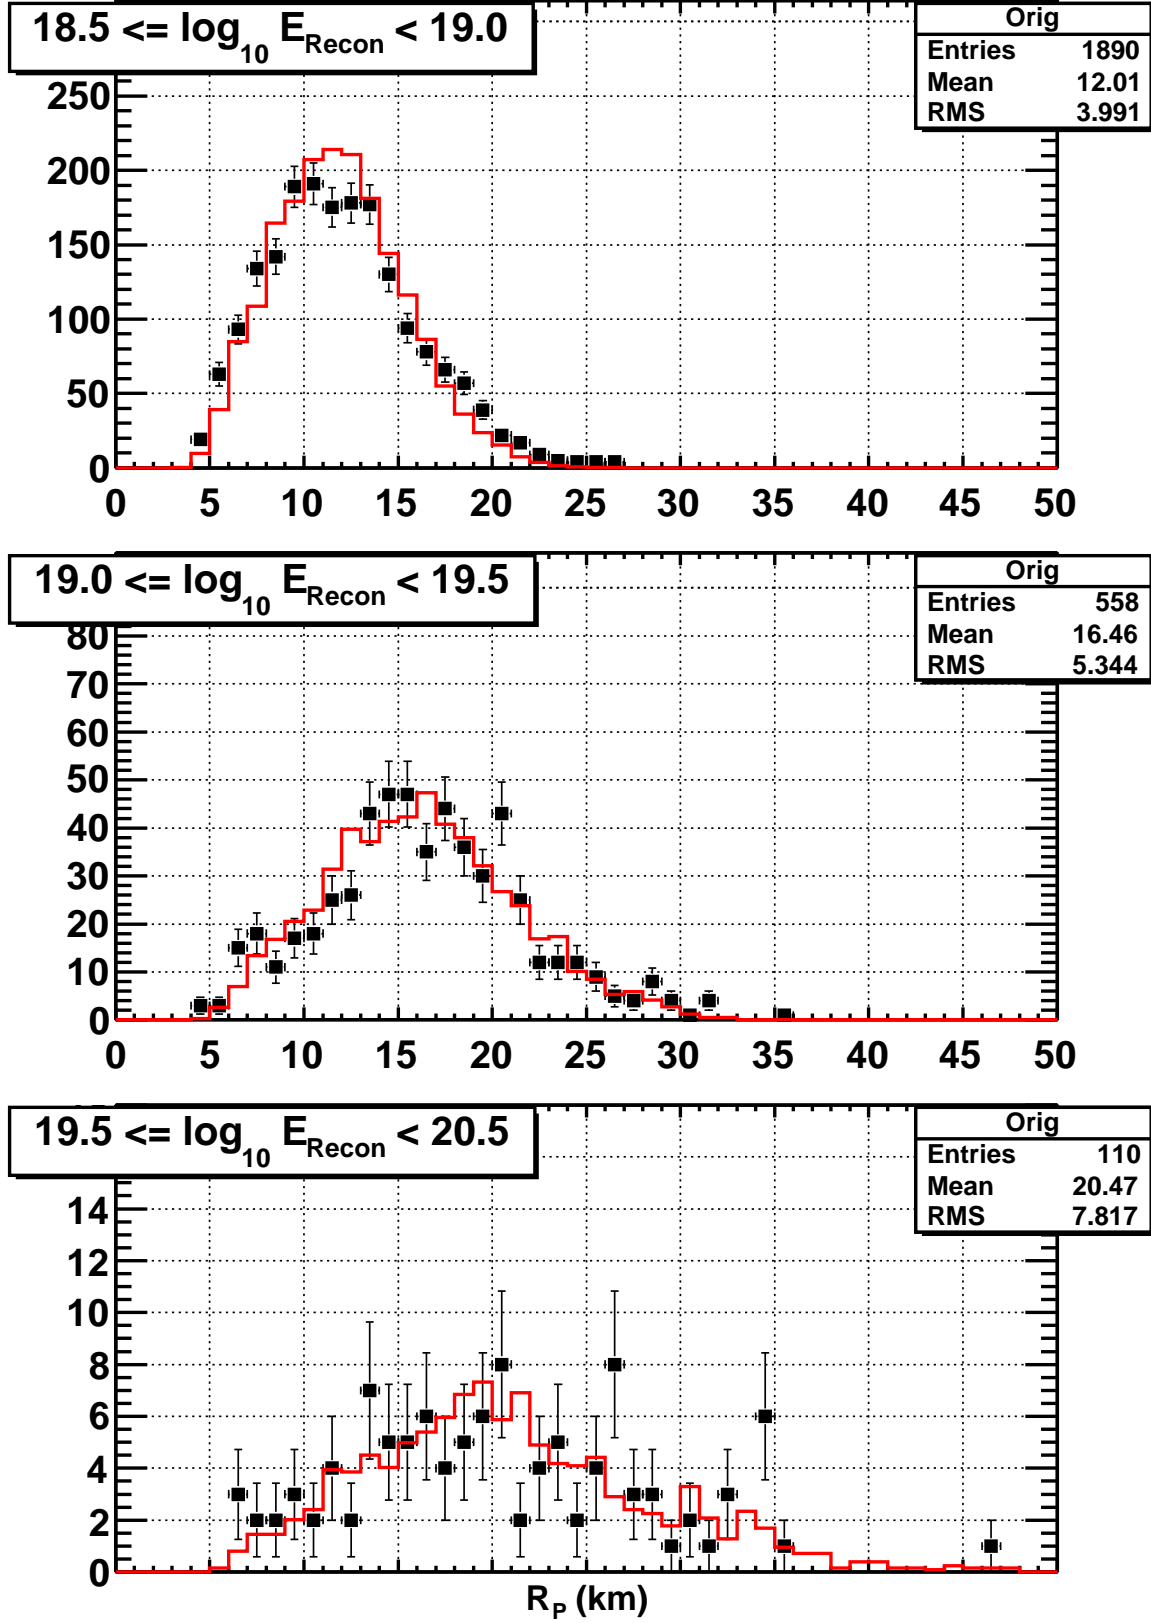 18.5 <= log10 ERecon < 19.0
Orig
Entries 1890
Mean 12.01
RMS 3.991
250
200
150
100
50
0
0 5 10 15 20 25 30 35 40 45 50
19.0 <= log10 ERecon < 19.5
Orig
Entries 558
Mean 16.46
RMS 5.344
80
70
60
50
40
30
20
10
0
0 5 10 15 20 25 30 35 40 45 50
19.5 <= log10 ERecon < 20.5
Orig
Entries 110
Mean 20.47
RMS 7.817
14
12
10
8
6
4
2
0
RP (km)